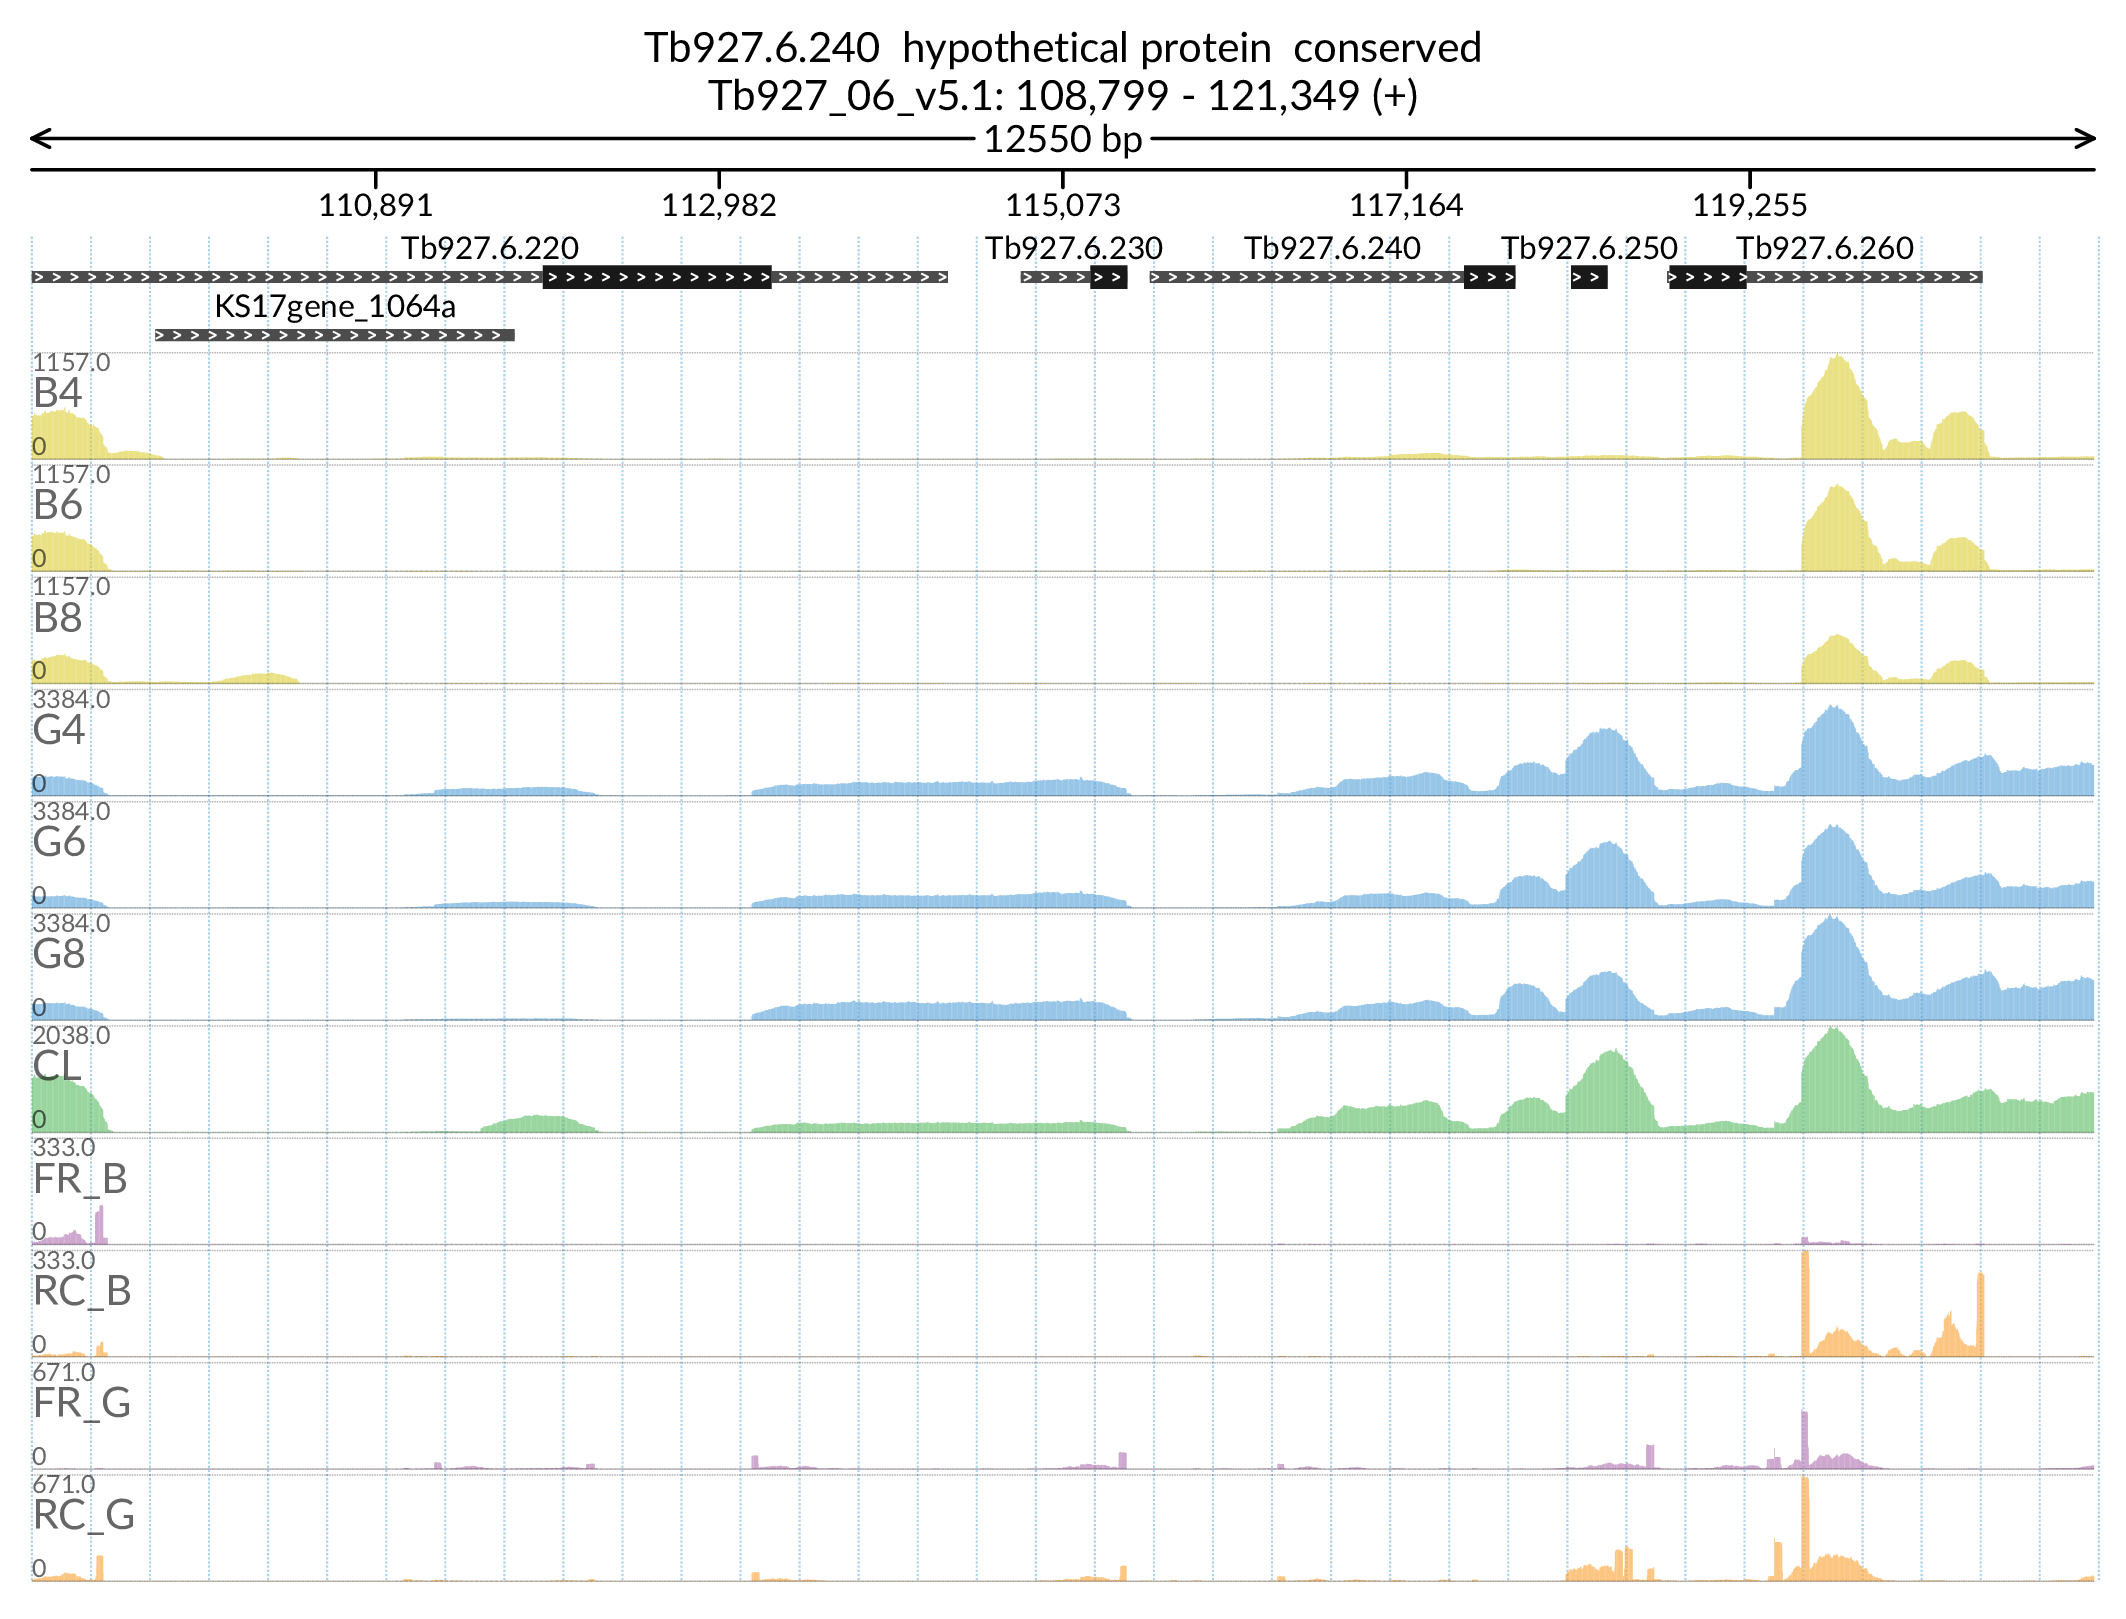 Tb927.6.240  hypothetical protein  conserved
Tb927_06_v5.1: 108,799 - 121,349 (+)
12550 bp
110,891 112,982 115,073 117,164 119,255
Tb927.6.220 Tb927.6.230 Tb927.6.240 Tb927.6.250 Tb927.6.260
KS17gene_1064a
1157.0
B4
0
1157.0
B6
0
1157.0
B8
0
3384.0
G4
0
3384.0
G6
0
3384.0
G8
0
2038.0
CL
0
333.0
FR_B
0
333.0
RC_B
0
671.0
FR_G
0
671.0
RC_G
0